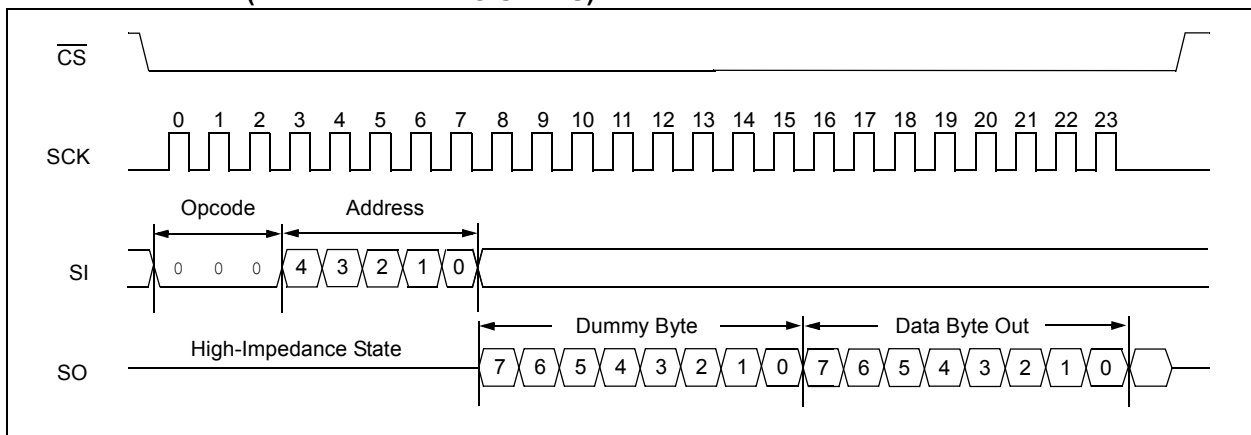 CS
0 1 2 3 4 5 6 7 8 9 10 11 12 13 14 15 16 17 18 19 20 21 22 23
SCK
Opcode Address
SI 0 0 0 4 3 2 1 0
Dummy Byte Data Byte Out
High-Impedance State
SO 7 6 5 4 3 2 1 0 7 6 5 4 3 2 1 0